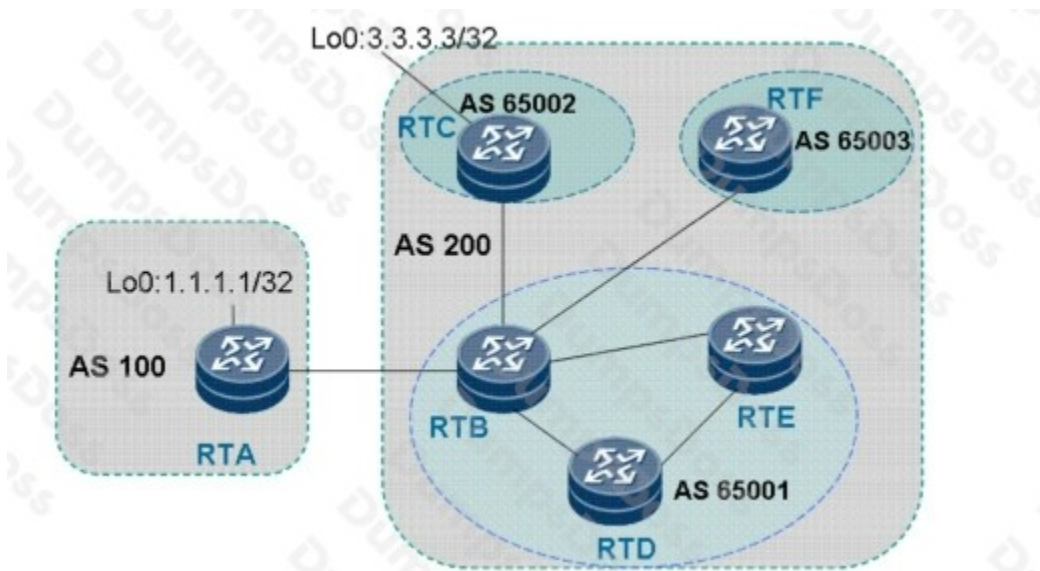 Lo0:3.3.3.3/32
AS 65002
RTC
RTF
AS 65003
AS 200
Lo0:1.1.1.1/32
AS 100
RTA
RTB
RTE
AS 65001
RTD
DumpsDoss